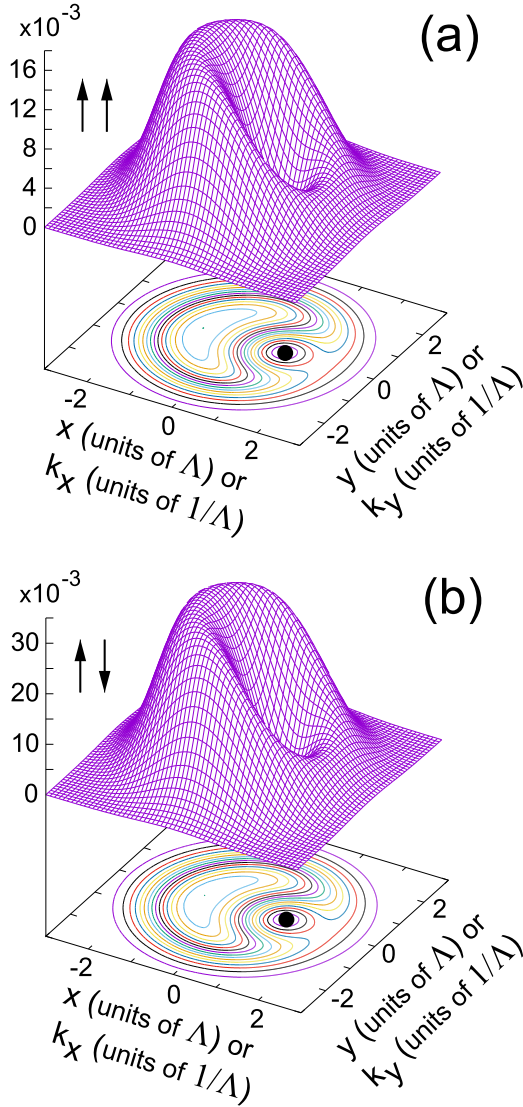 x10-3
(a)
16
12
8
4
0
-2
0
2
-2
0
2
x (units of Λ) or
kx (units of 1/Λ)
y (units of Λ) or
ky (units of 1/Λ)
x10-3
(b)
30
20
10
0
-2
0
2
-2
0
2
x (units of Λ) or
kx (units of 1/Λ)
y (units of Λ) or
ky (units of 1/Λ)